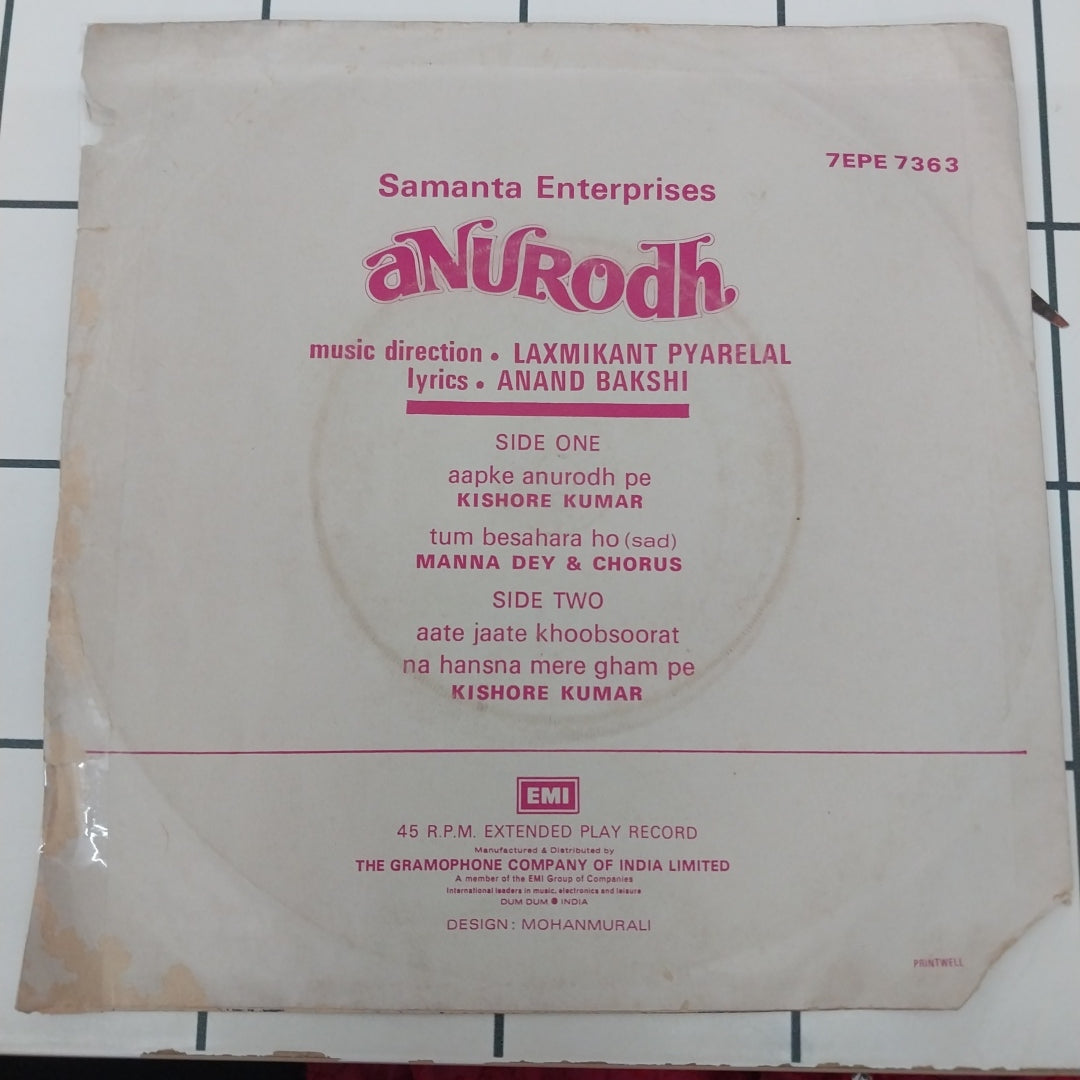 7EPE 7363
Samanta Enterprises
aNURodh
music direction • LAXMIKANT PYARELAL
lyrics • ANAND BAKSHI
SIDE ONE
aapke anurodh pe
KISHORE KUMAR
tum besahara ho (sad)
MANNA DEY & CHORUS
SIDE TWO
aate jaate khoobsoorat
na hansna mere gham pe
KISHORE KUMAR
EMI
45 R.P.M. EXTENDED PLAY RECORD
Manufactured & Distributed by
THE GRAMOPHONE COMPANY OF INDIA LIMITED
A member of the EMI Group of Companies
International leaders in music, electronics and leisure
DUM DUM ● INDIA
DESIGN : MOHANMURALI
PRINTWELL